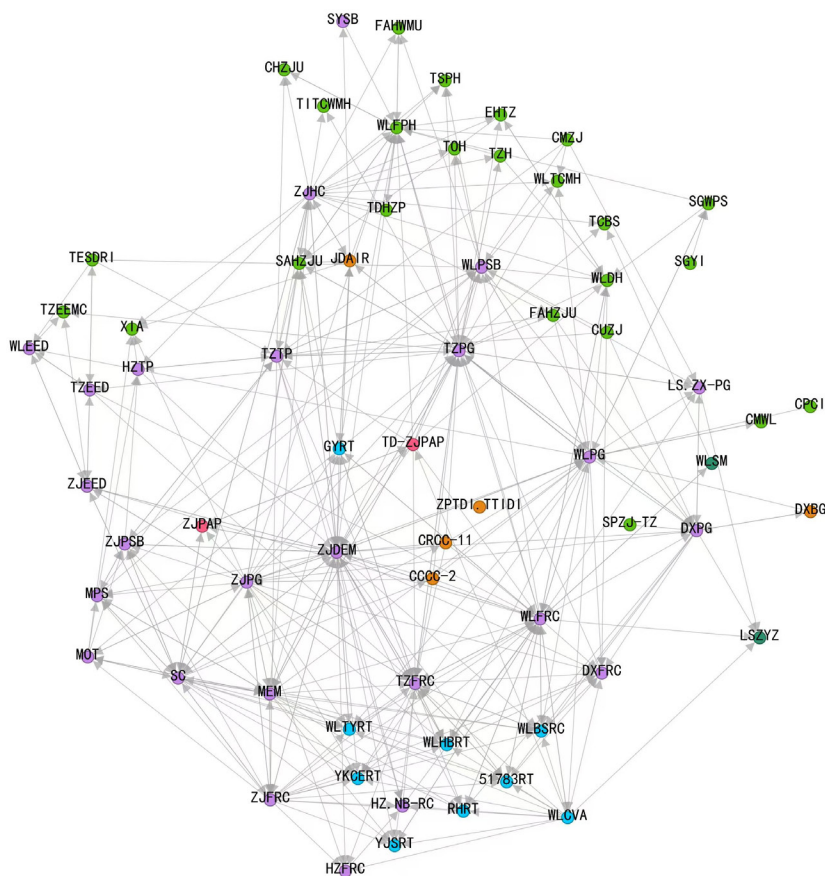 SYSB
FAHWMU
CHZJU
TSPH
TITCWMH
EHTZ
WLFPH
CMZJ
TOH
TZH
WLTCMH
ZJHC
SGWPS
TDHZP
TCBS
TESDRI
SAHZJU
JDAIR
WLPSB
SGYI
WLDH
TZEEMC
XIA
FAHZJU
CUZJ
WLEED
HZTP
TZTP
TZPG
TZEED
LS.ZX-PG
CPCI
CMWL
GYRT
TD-ZJPAP
WLPG
WLSM
ZJEED
ZPTDI.TTIDI
DXBG
ZJPAP
SPZJ-TZ
DXPG
ZJPSB
ZJDEM
CRCC-11
MPS
ZJPG
CCCC-2
WLFRC
LSZYZ
MOT
SC
MEM
TZFRC
DXFRC
WLTYRT
WLHBRT
WLBSRC
YKCERT
51783RT
ZJFRC
HZ.NB-RC
RHRT
WLCVA
YJSRT
HZFRC